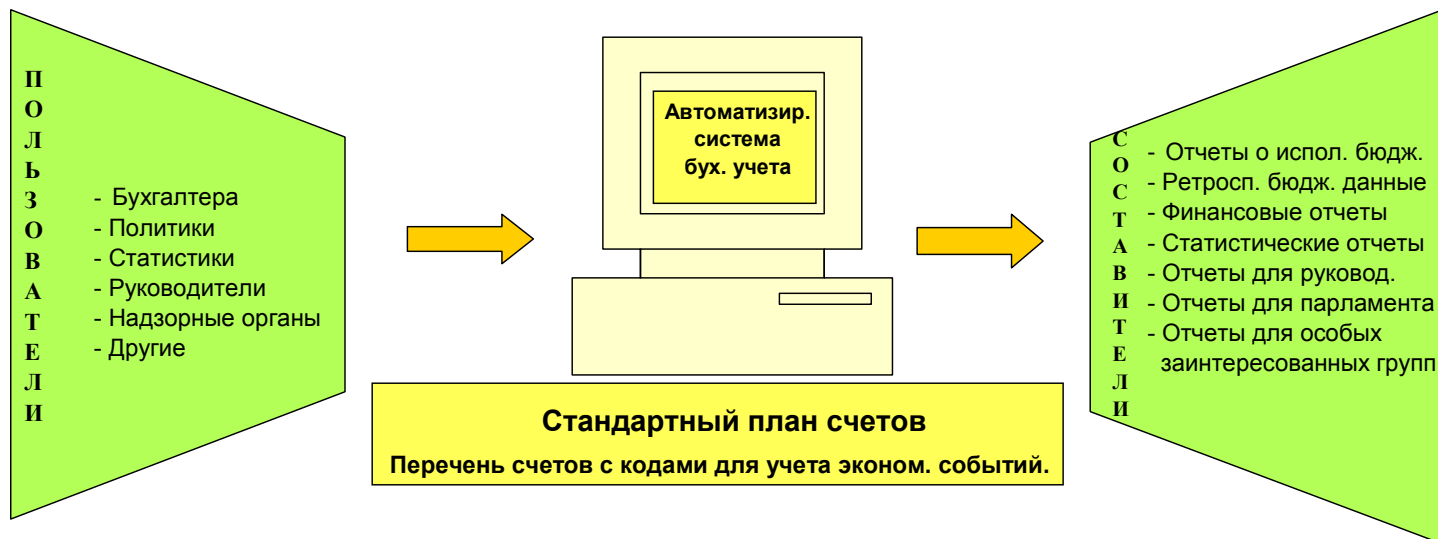 ПОЛЬЗОВАТЕЛИ
- Бухгалтера
- Политики
- Статистики
- Руководители
- Надзорные органы
- Другие
Автоматизир.
система
бух. учета
Стандартный план счетов
Перечень счетов с кодами для учета эконом. событий.
СОСТАВИТЕЛИ
- Отчеты о испол. бюдж.
- Ретросп. бюдж. данные
- Финансовые отчеты
- Статистические отчеты
- Отчеты для руковод.
- Отчеты для парламента
- Отчеты для особых
заинтересованных групп